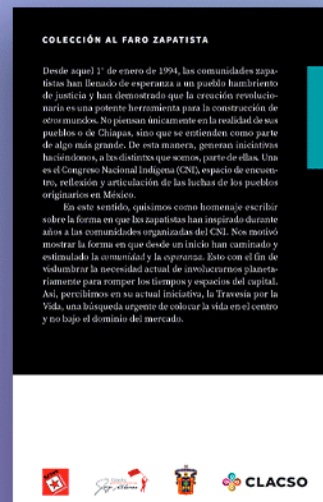 COLECCIÓN AL FARO ZAPATISTA
Desde aquel 1° de enero de 1994, las comunidades zapa-
tistas han llenado de esperanza a un pueblo hambriento
de justicia y han demostrado que la creación revolucio-
naria es una potente herramienta para la construcción de
otros mundos. No piensan únicamente en la realidad de sus
pueblos o de Chiapas, sino que se entienden como parte
de algo más grande. De esta manera, generan iniciativas
haciéndonos, a lxs distintxs que somos, parte de ellas. Una
es el Congreso Nacional Indígena (CNI), espacio de encuen-
tro, reflexión y articulación de las luchas de los pueblos
originarios en México.
En este sentido, quisimos como homenaje escribir
sobre la forma en que lxs zapatistas han inspirado durante
años a las comunidades organizadas del CNI. Nos motivó
mostrar la forma en que desde un inicio han caminado y
estimulado la comunidad y la esperanza. Esto con el fin de
vislumbrar la necesidad actual de involucrarnos planeta-
riamente para romper los tiempos y espacios del capital.
Así, percibimos en su actual iniciativa, la Travesía por la
Vida, una búsqueda urgente de colocar la vida en el centro
y no bajo el dominio del mercado.
CLACSO